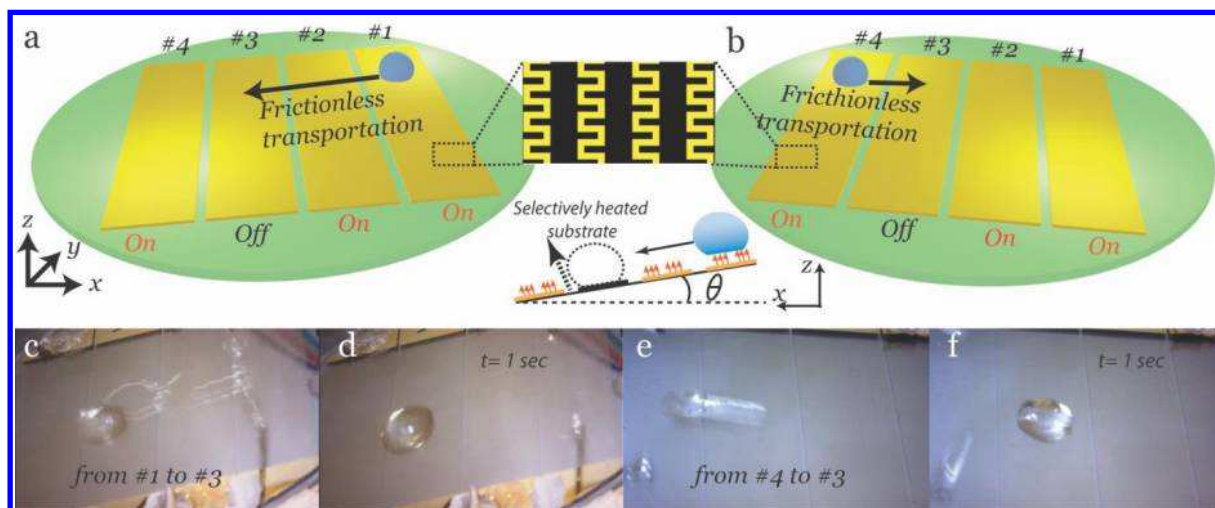 a
#4
#3
#2
#1
Frictionless
transportation
On
Off
On
On
z
y
x
Selectively heated
substrate
θ
x
z
b
#4
#3
#2
#1
Fricthionless
transportation
On
Off
On
On
c
from #1 to #3
d
t= 1 sec
e
from #4 to #3
f
t= 1 sec